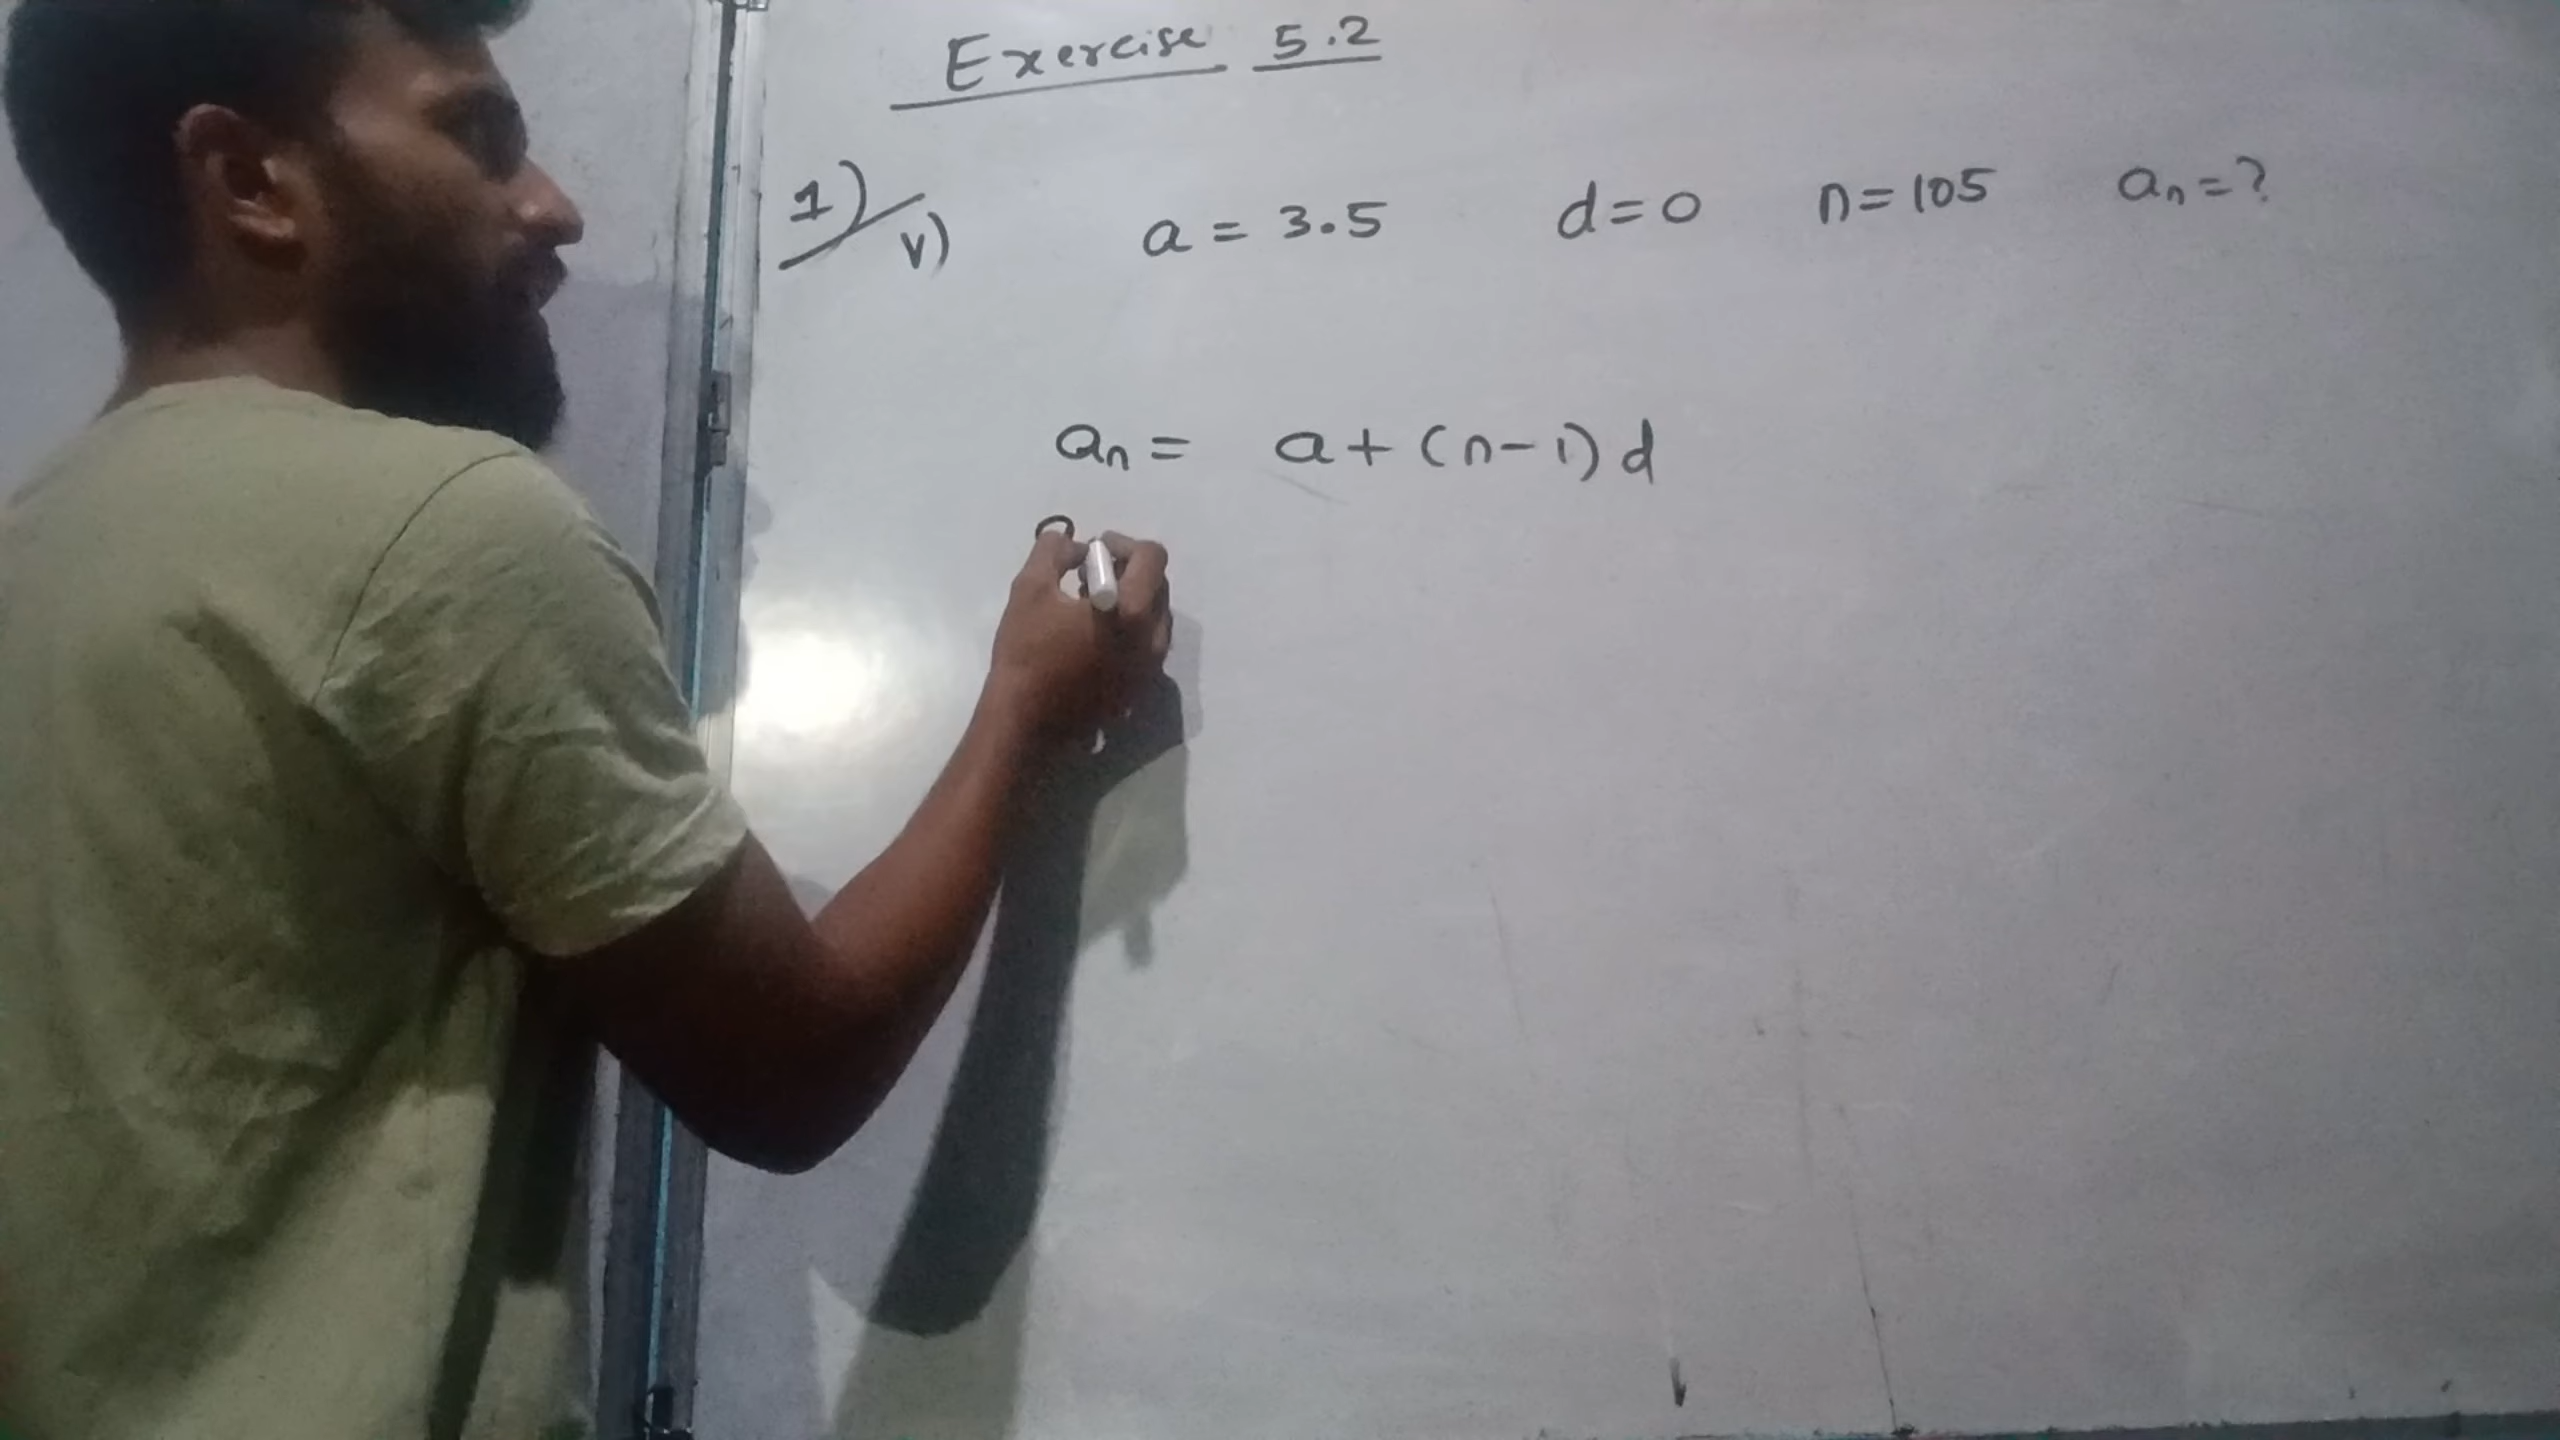 Exercise 5.2
1) v) a = 3.5 d=0 n=105 aₙ=?
aₙ= a+(n-1)d